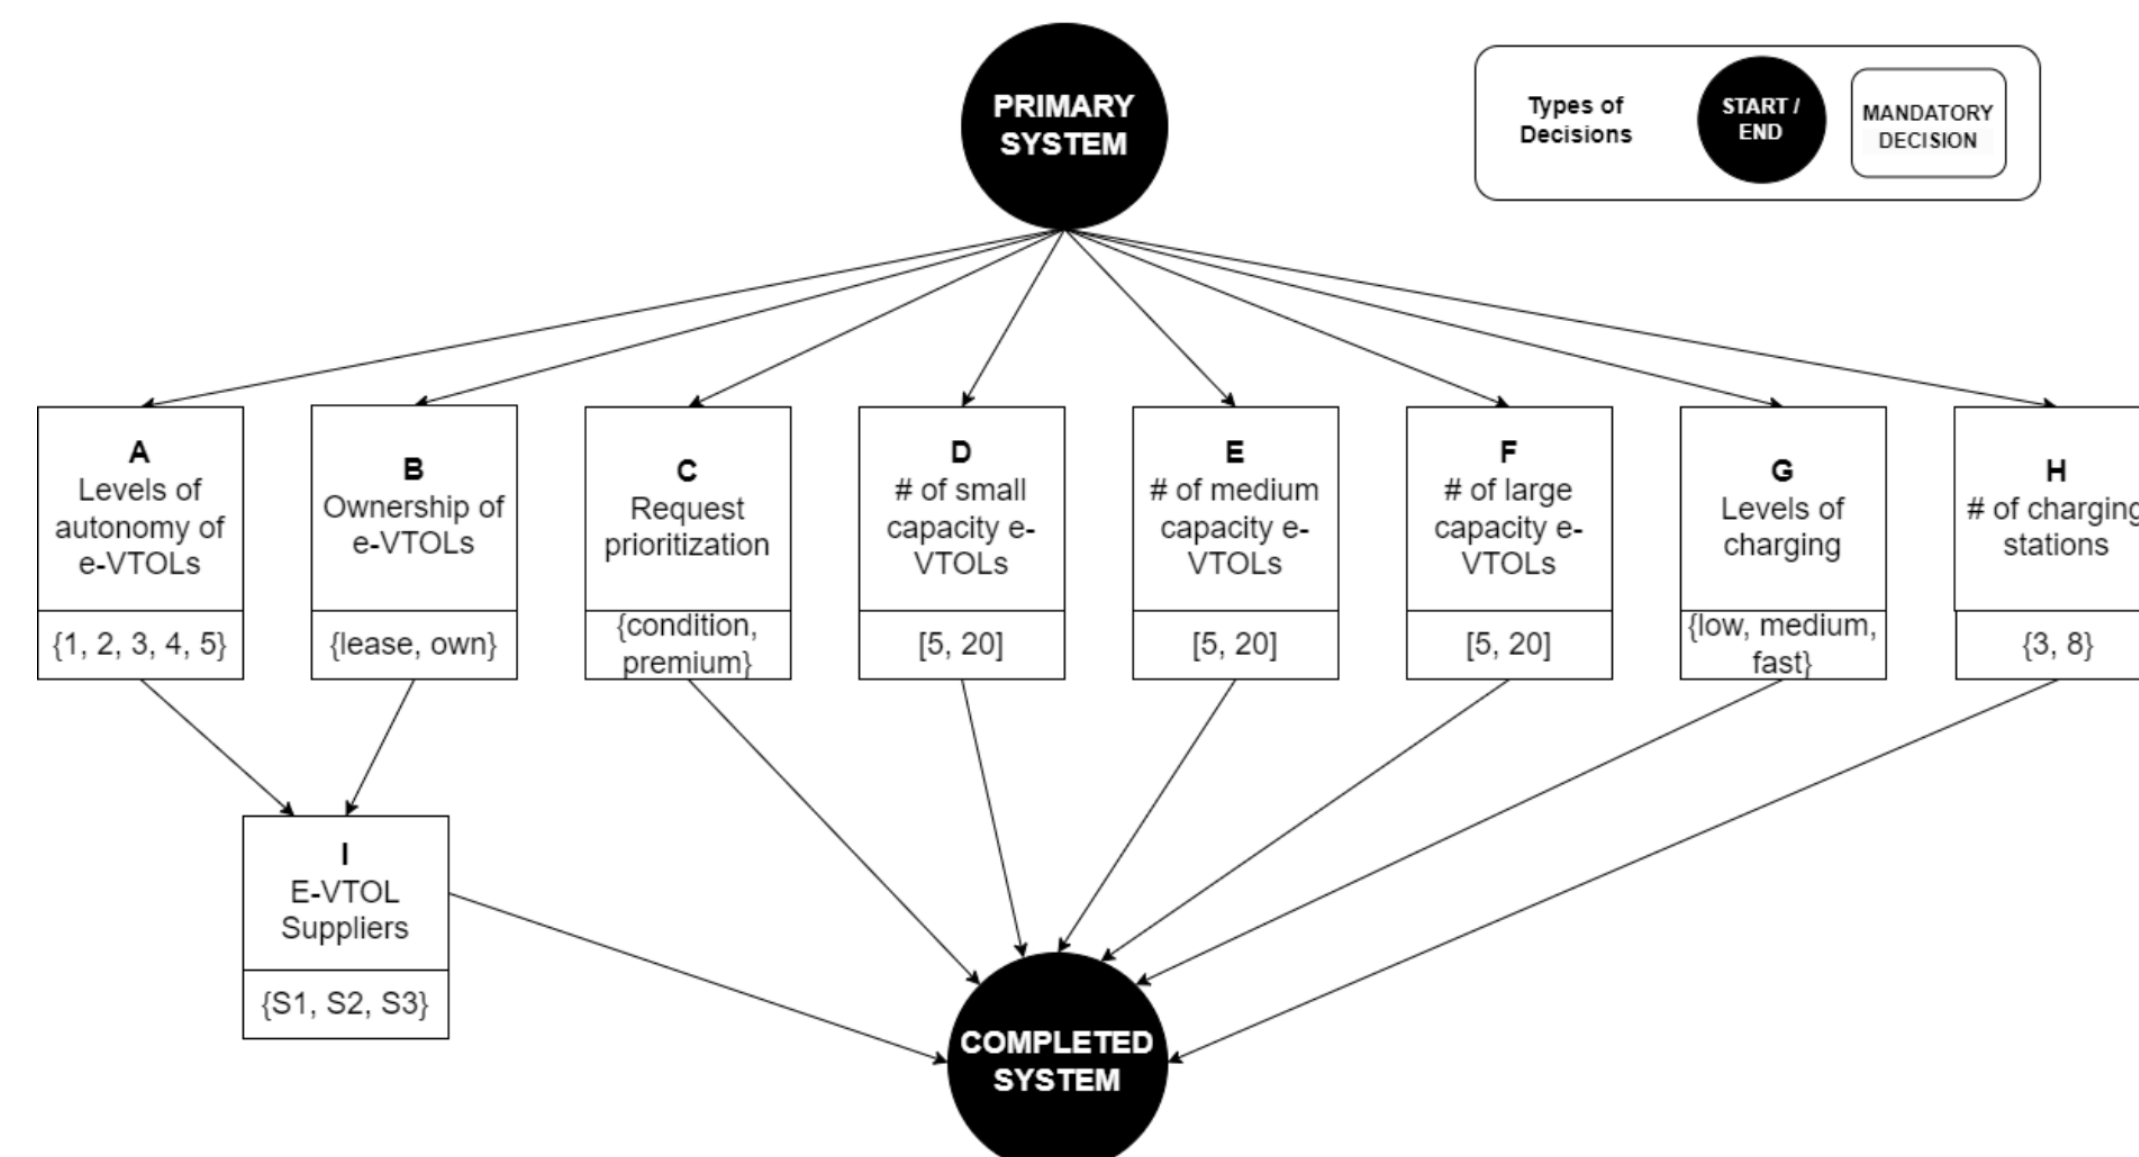 PRIMARY
SYSTEM
Types of
Decisions
START /
END
MANDATORY
DECISION
A
Levels of
autonomy of
e-VTOLs
{1, 2, 3, 4, 5}
B
Ownership of
e-VTOLs
{lease, own}
C
Request
prioritization
{condition,
premium}
D
# of small
capacity e-
VTOLs
[5, 20]
E
# of medium
capacity e-
VTOLs
[5, 20]
F
# of large
capacity e-
VTOLs
[5, 20]
G
Levels of
charging
{low, medium,
fast}
H
# of charging
stations
{3, 8}
I
E-VTOL
Suppliers
{S1, S2, S3}
COMPLETED
SYSTEM